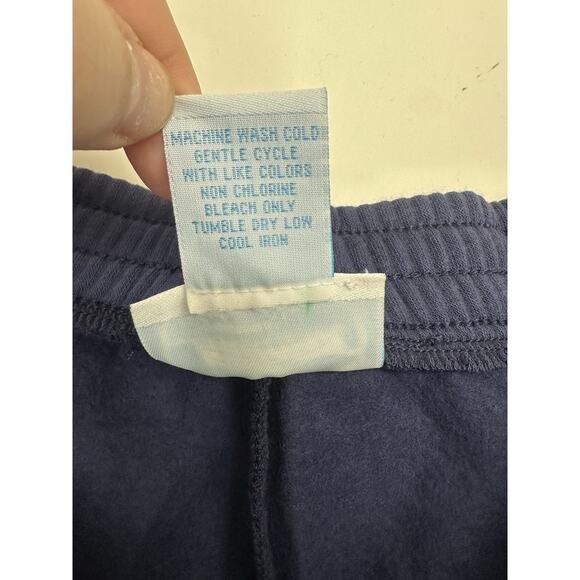 MACHINE WASH COLD
GENTLE CYCLE
WITH LIKE COLORS
NON CHLORINE
BLEACH ONLY
TUMBLE DRY LOW
COOL IRON